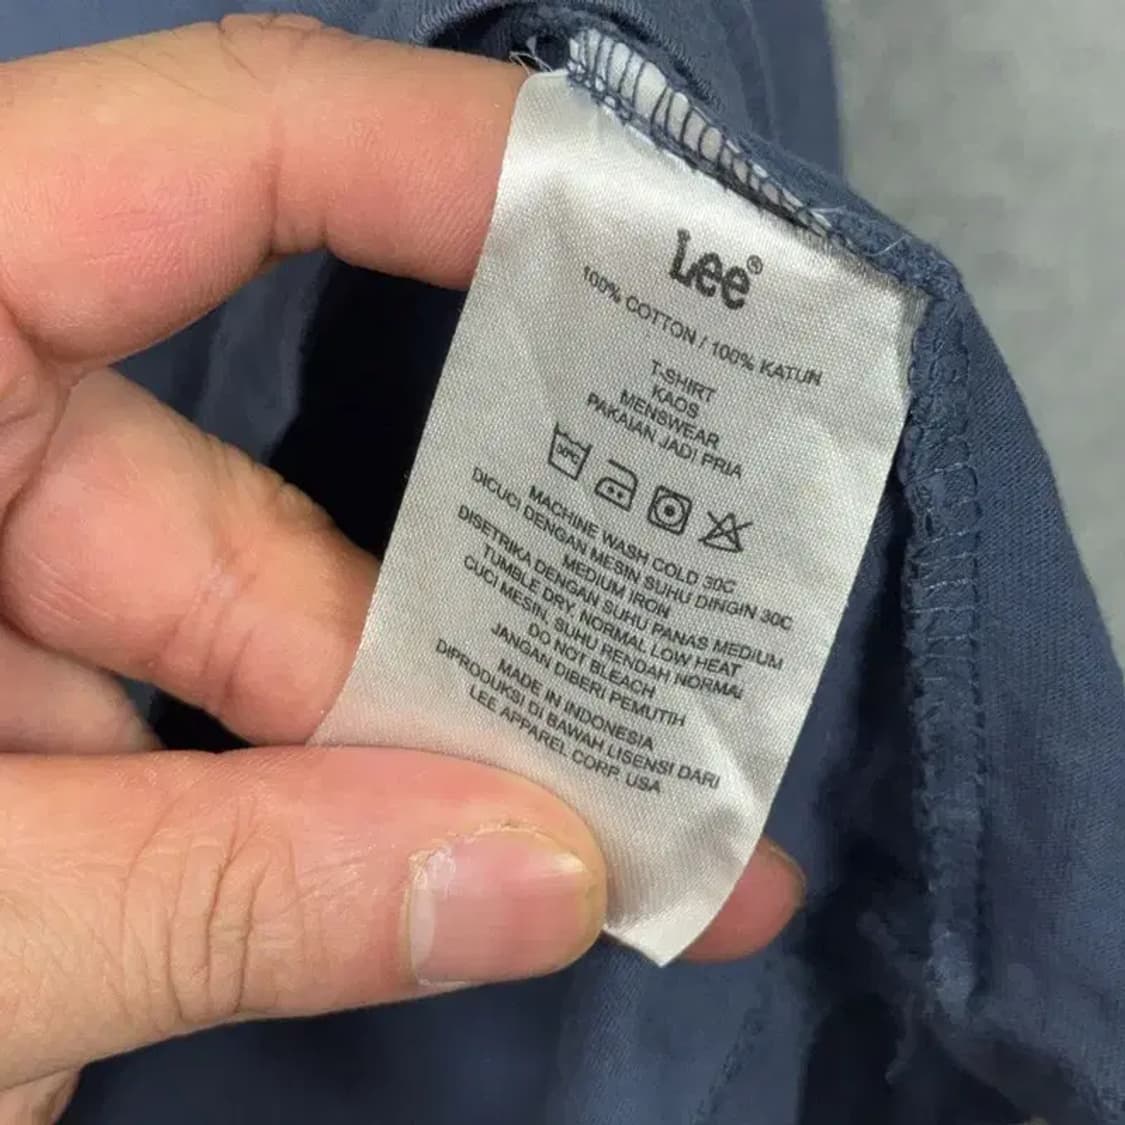 Lee®
100% COTTON / 100% KATUN
T-SHIRT
KAOS
MENSWEAR
PAKAIAN JADI PRIA
30°C
MACHINE WASH COLD 30C
DICUCI DENGAN MESIN SUHU DINGIN 30C
MEDIUM IRON
DISETRIKA DENGAN SUHU PANAS MEDIUM
TUMBLE DRY NORMAL LOW HEAT
CUCI MESIN, SUHU RENDAH NORMAL
DO NOT BLEACH
JANGAN DIBERI PEMUTIH
MADE IN INDONESIA
DIPRODUKSI DI BAWAH LISENSI DARI
LEE APPAREL CORP. USA